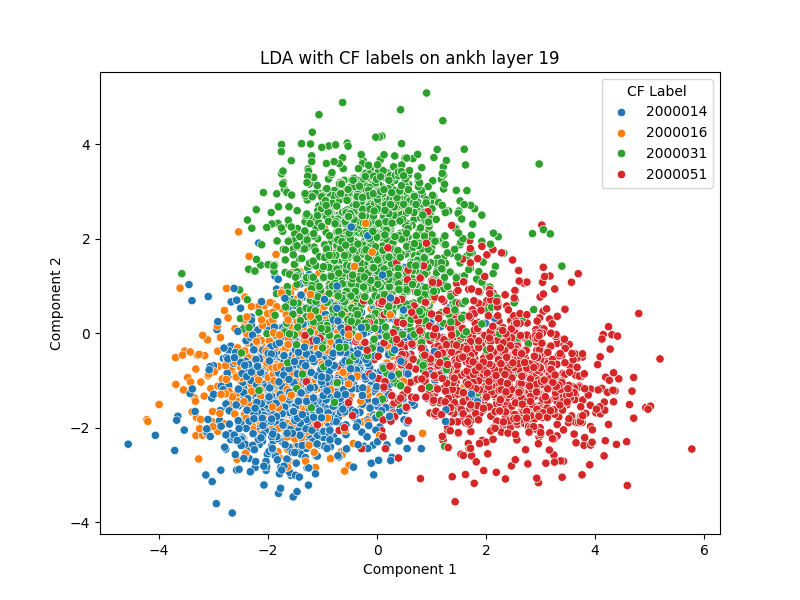 LDA with CF labels on ankh layer 19
CF Label
2000014
2000016
2000031
2000051
4
2
0
−2
−4
Component 2
−4 −2 0 2 4 6
Component 1